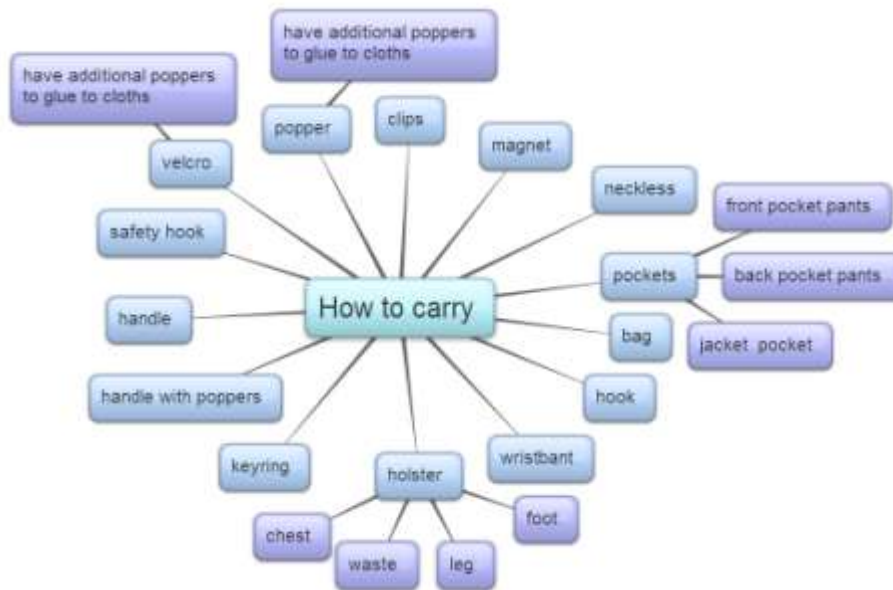 have additional poppers
to glue to cloths
have additional poppers
to glue to cloths
popper
clips
magnet
velcro
neckless
front pocket pants
safety hook
pockets
back pocket pants
How to carry
handle
bag
jacket pocket
handle with poppers
hook
keyring
holster
wristbant
chest
foot
waste
leg